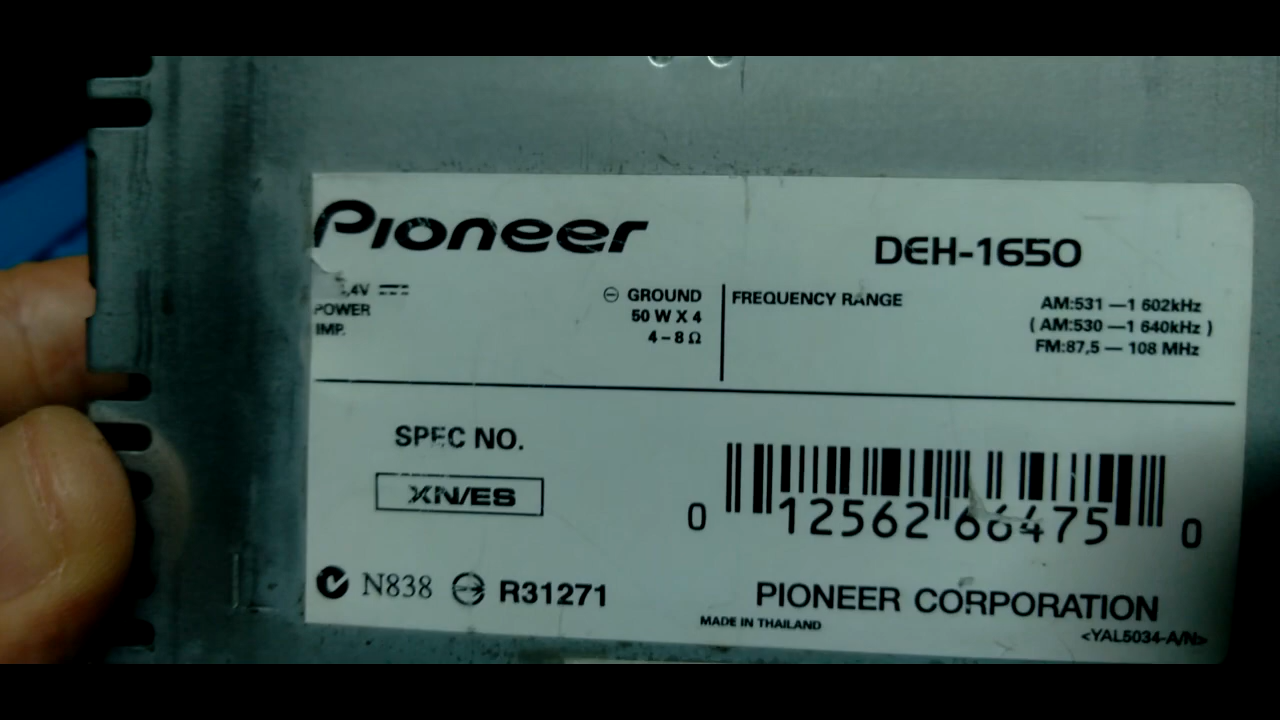 Pioneer
DEH-1650
,4V
GROUND
POWER
50 W X 4
IMP.
4–8 Ω
FREQUENCY RANGE
AM:531 —1 602kHz
( AM:530 —1 640kHz )
FM:87,5 — 108 MHz
SPEC NO.
XN/ES
N838
R31271
0 12562 66475 0
PIONEER CORPORATION
MADE IN THAILAND
<YAL5034-A/N>